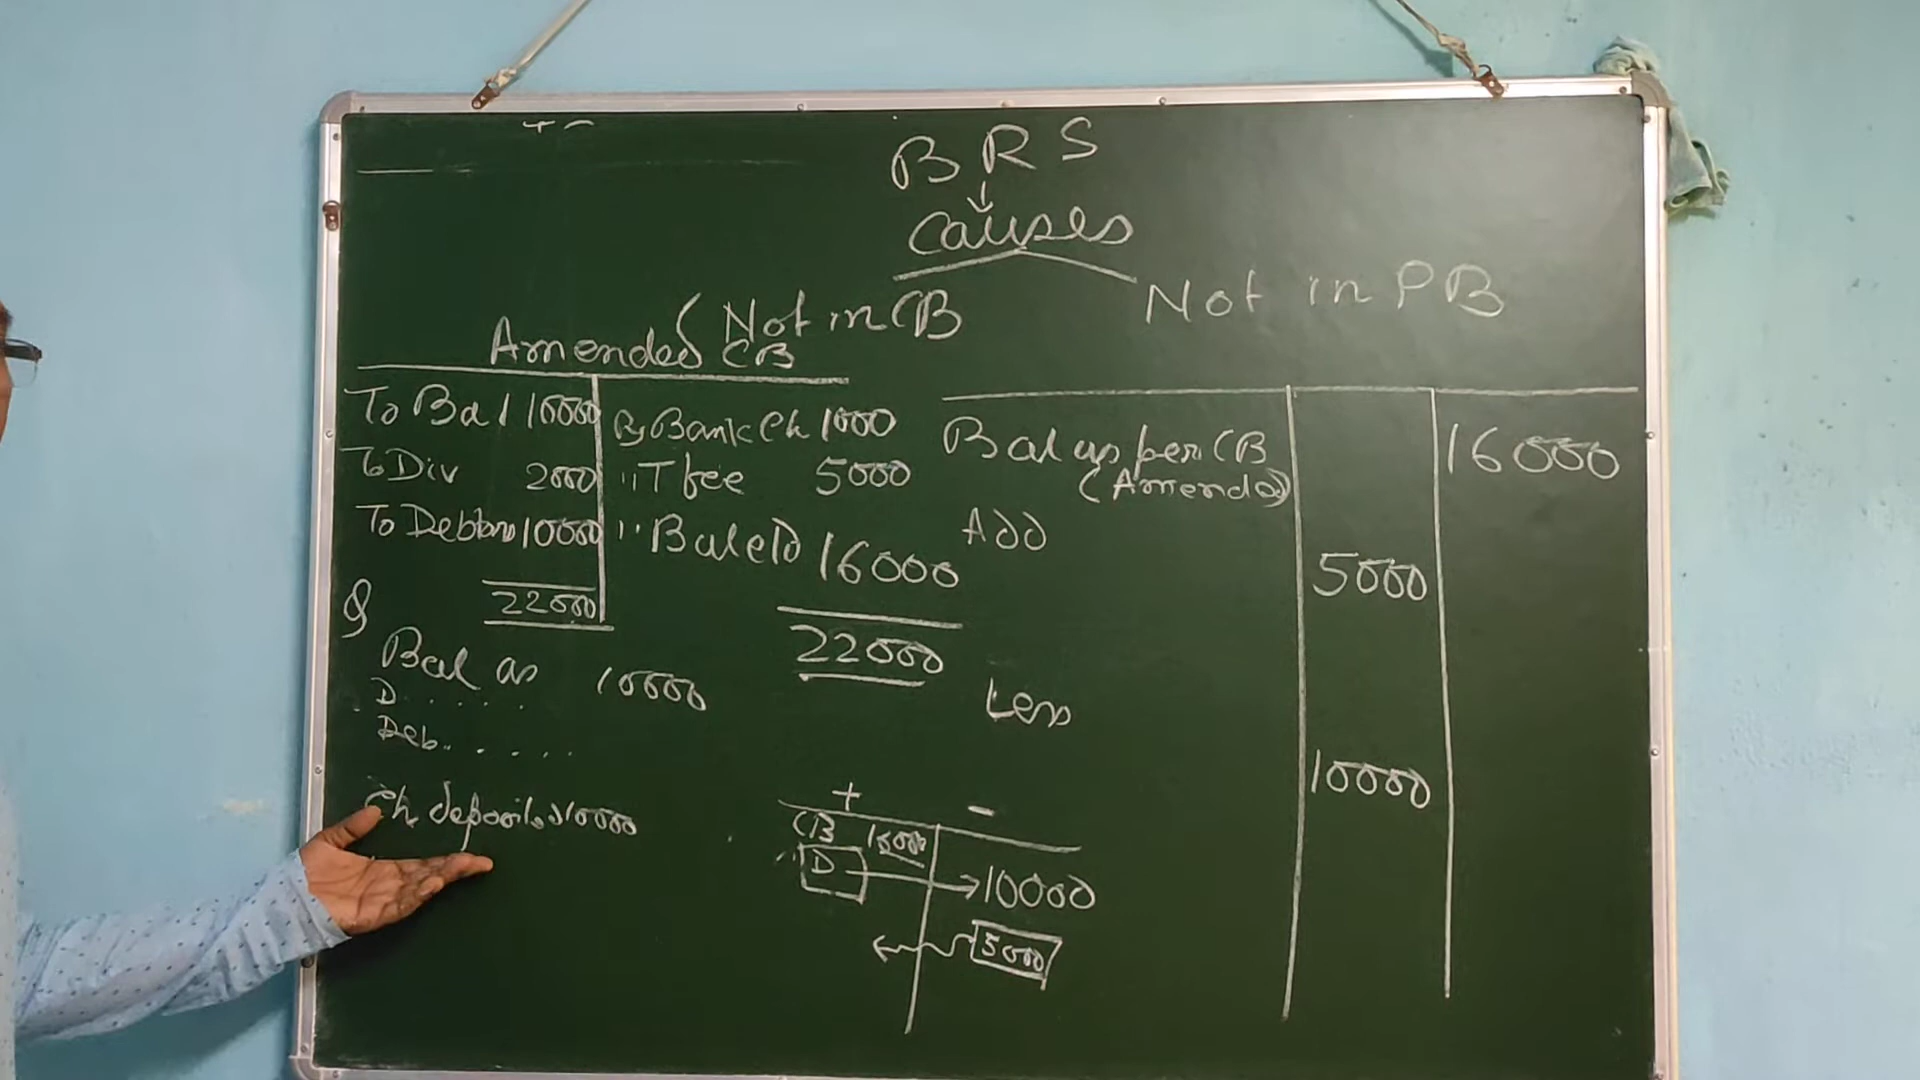 BRS
causes
Not in CB
Not in PB
Amended CB
To Bal 10000 By Bank Ch 1000
To Div 2000 " T fee 5000
To Debtors 10000 " Bal c/d 16000
22000
22000
Q
Bal as 10000
D.....
Deb.....
Ch deposited 10000
Bal as per CB 16000
(Amended)
Add
5000
Less
10000
+ -
CB
D 10000
5000